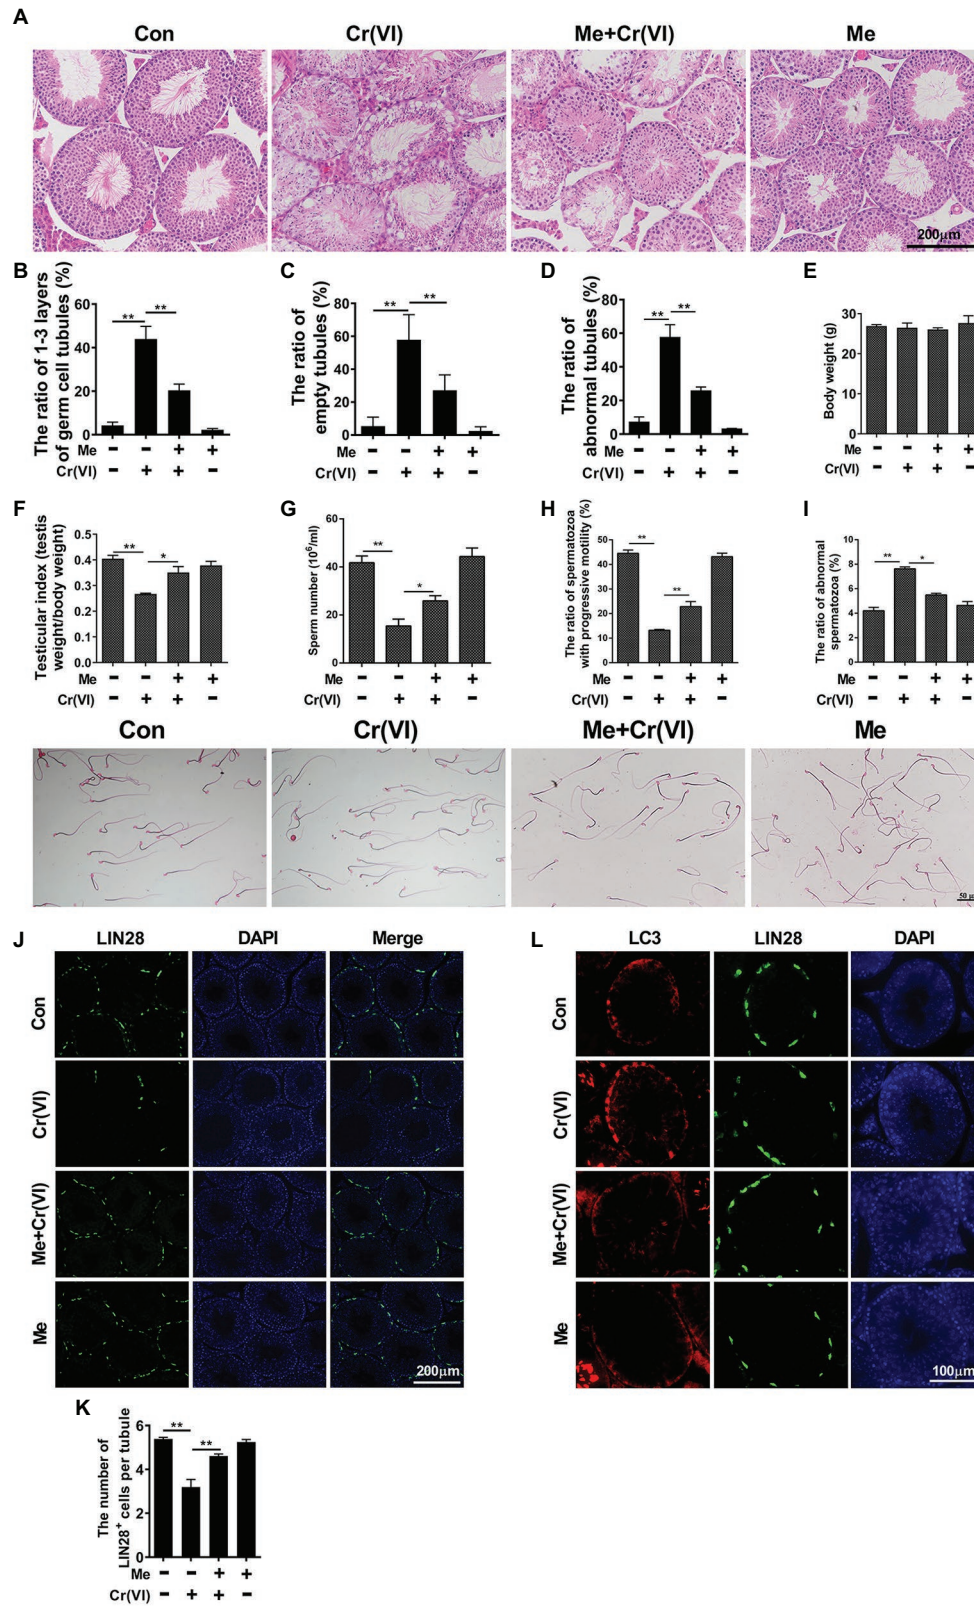 A
Con Cr(VI) Me+Cr(VI) Me
200μm
B
The ratio of 1-3 layers
of germ cell tubules (%)
60
40
20
0
** **
Me - - + +
Cr(VI) - + + -
C
The ratio of
empty tubules (%)
80
60
40
20
0
** **
Me - - + +
Cr(VI) - + + -
D
The ratio of
abnormal tubules (%)
80
60
40
20
0
** **
Me - - + +
Cr(VI) - + + -
E
Body weight (g)
30
20
10
0
Me - - + +
Cr(VI) - + + -
F
Testicular index (testis
weight/body weight)
0.5
0.4
0.3
0.2
0.1
0.0
** *
Me - - + +
Cr(VI) - + + -
G
Sperm number (10⁶/ml)
60
40
20
0
** *
Me - - + +
Cr(VI) - + + -
H
The ratio of spermatozoa
with progressive motility (%)
50
40
30
20
10
0
** **
Me - - + +
Cr(VI) - + + -
I
The ratio of abnormal
spermatozoa (%)
10
8
6
4
2
0
** *
Me - - + +
Cr(VI) - + + -
Con Cr(VI) Me+Cr(VI) Me
50 μ
J
LIN28 DAPI Merge
Con
Cr(VI)
Me+Cr(VI)
Me
200μm
L
LC3 LIN28 DAPI
Con
Cr(VI)
Me+Cr(VI)
Me
100μm
K
The number of
LIN28⁺ cells per tubule
6
4
2
0
** **
Me - - + +
Cr(VI) - + + -